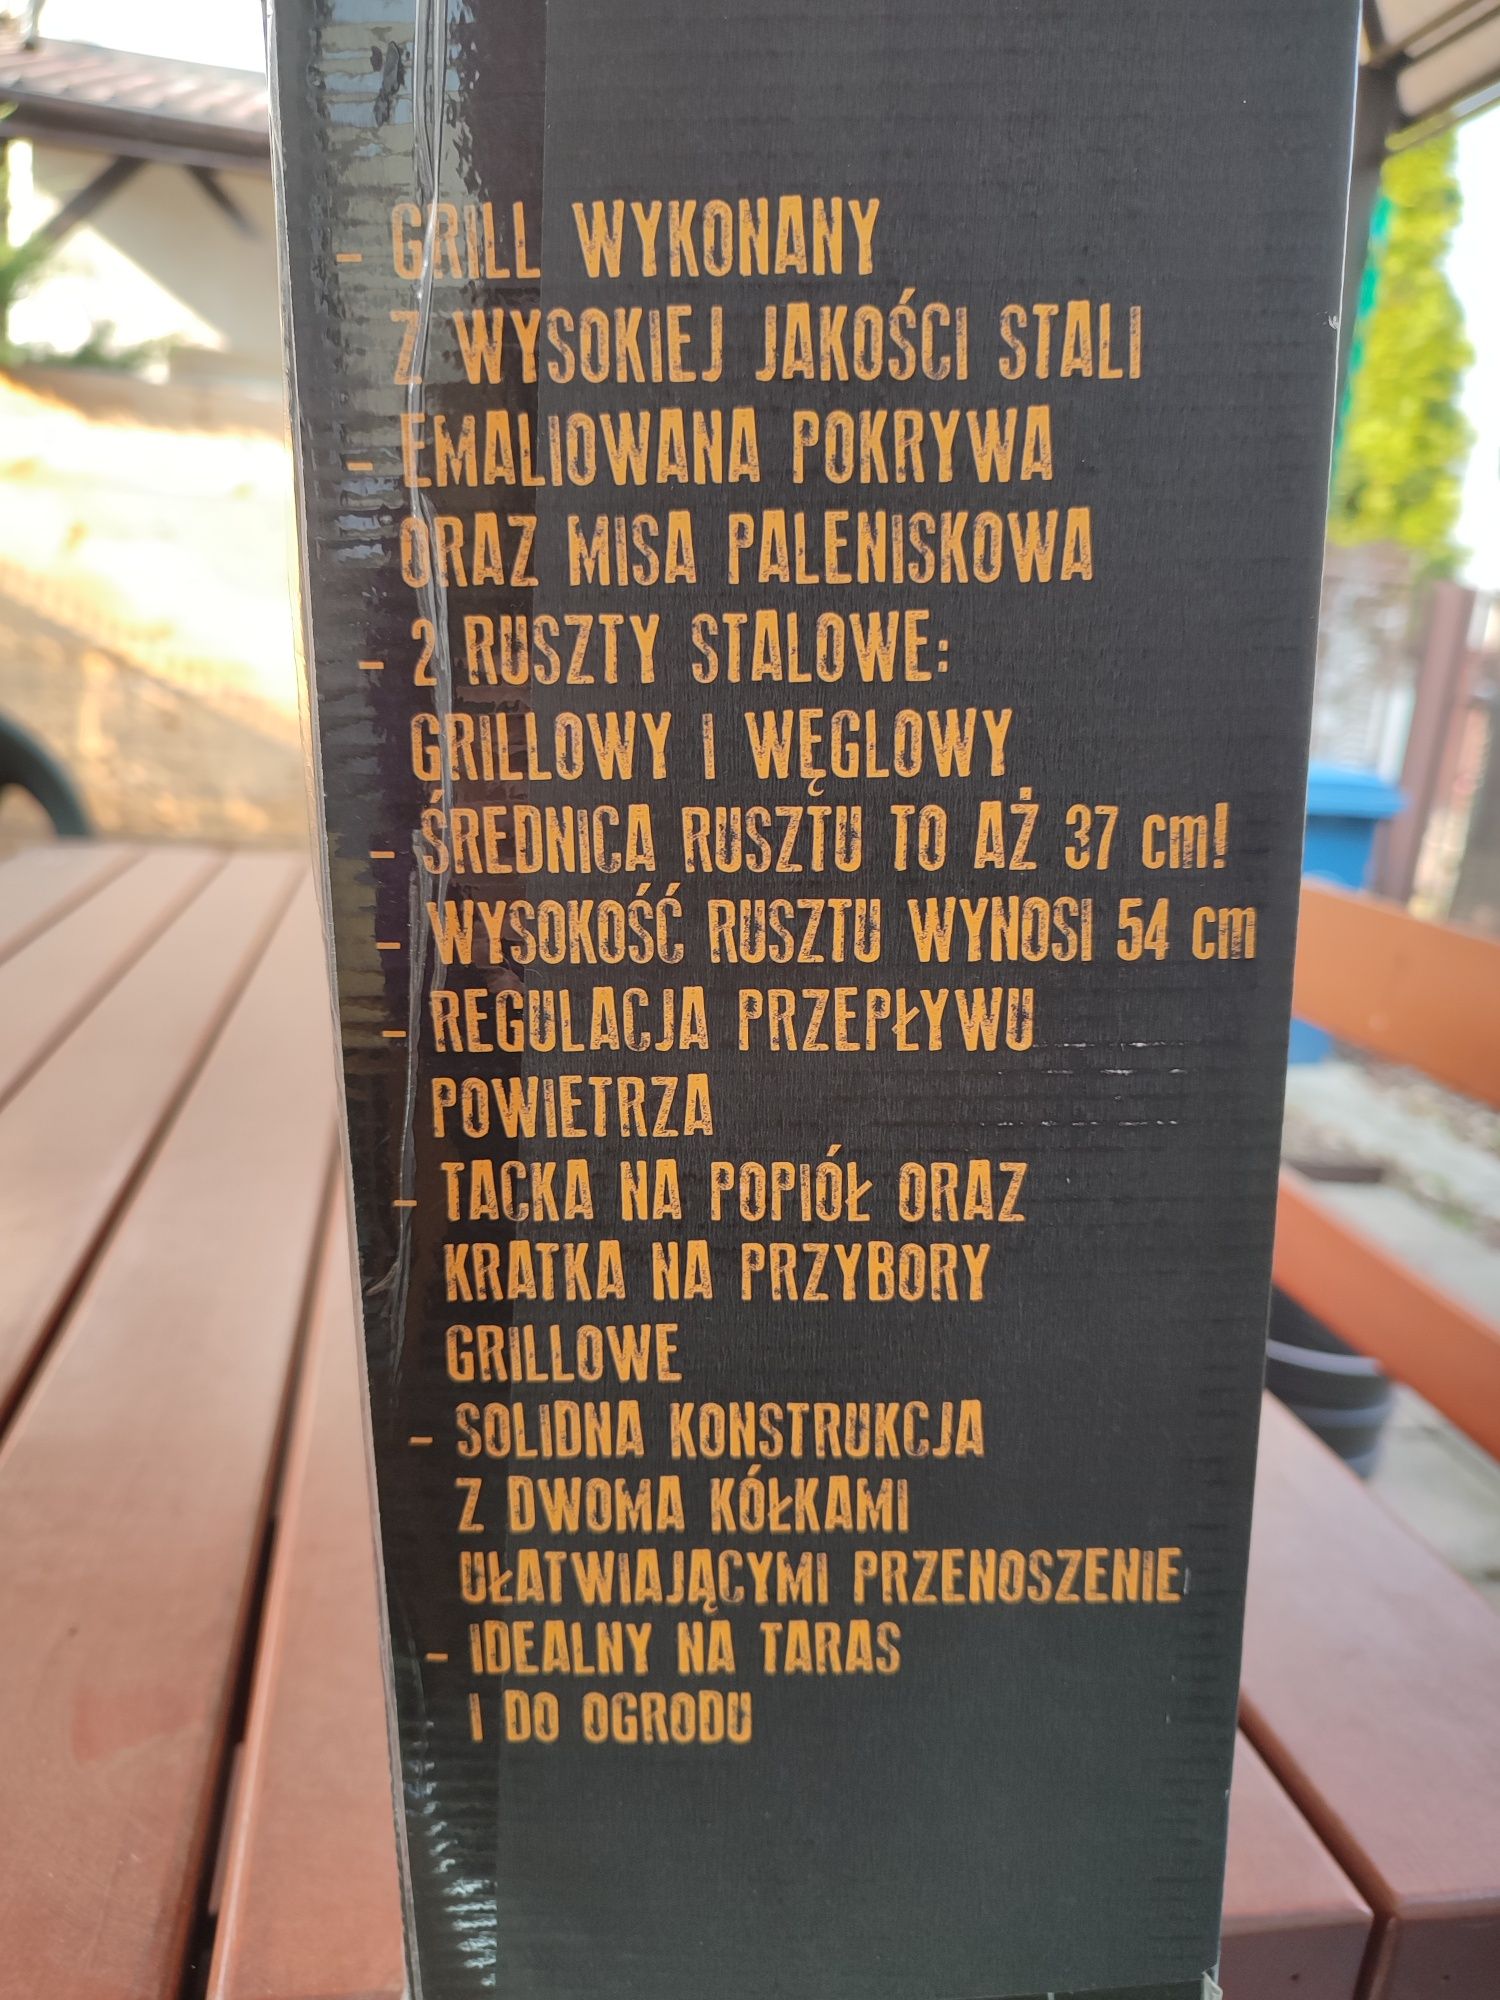 - GRILL WYKONANY
Z WYSOKIEJ JAKOŚCI STALI
- EMALIOWANA POKRYWA
ORAZ MISA PALENISKOWA
- 2 RUSZTY STALOWE:
GRILLOWY I WĘGLOWY
- ŚREDNICA RUSZTU TO AŻ 37 cm!
- WYSOKOŚĆ RUSZTU WYNOSI 54 cm
- REGULACJA PRZEPŁYWU
POWIETRZA
- TACKA NA POPIÓŁ ORAZ
KRATKA NA PRZYBORY
GRILLOWE
- SOLIDNA KONSTRUKCJA
Z DWOMA KÓŁKAMI
UŁATWIAJĄCYMI PRZENOSZENIE
- IDEALNY NA TARAS
I DO OGRODU